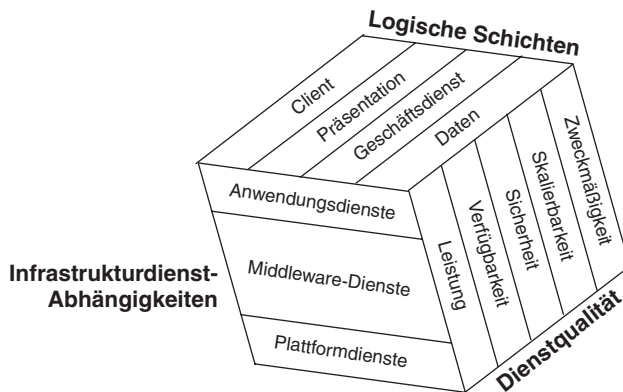 Logische Schichten
Client
Präsentation
Geschäftsdienst
Daten
Anwendungsdienste
Middleware-Dienste
Plattformdienste
Infrastrukturdienst-
Abhängigkeiten
Leistung
Verfügbarkeit
Sicherheit
Skalierbarkeit
Zweckmäßigkeit
Dienstqualität